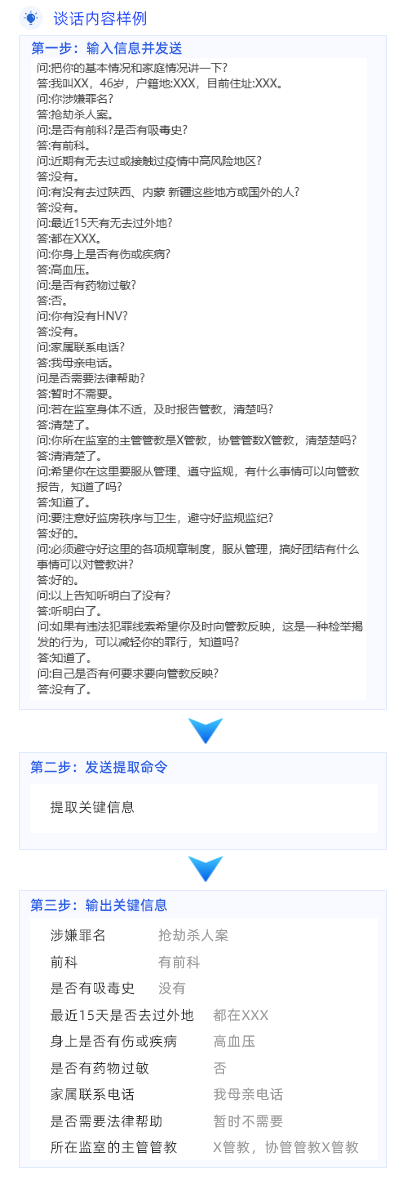 谈话内容样例
第一步：输入信息并发送
问:把你的基本情况和家庭情况讲一下?
答:我叫XX，46岁，户籍地:XXX，目前住址:XXX。
问:你涉嫌罪名?
答:抢劫杀人案。
问:是否有前科?是否有吸毒史?
答:有前科。
问:近期有无去过或接触过疫情中高风险地区?
答:没有。
问:有没有去过陕西、内蒙 新疆这些地方或国外的人?
答:没有。
问:最近15天有无去过外地?
答:都在XXX。
问:你身上是否有伤或疾病?
答:高血压。
问:是否有药物过敏?
答:否。
问:你有没有HNV?
答:没有。
问:家属联系电话?
答:我母亲电话。
问是否需要法律帮助?
答:暂时不需要。
问:若在监室身体不适，及时报告管教，清楚吗?
答:清楚了。
问:你所在监室的主管管教是X管教，协管管数X管教，清楚楚吗?
答:清清楚了。
问:希望你在这里要服从管理、遵守监规，有什么事情可以向管教
报告，知道了吗?
答:知道了。
问:要注意好监房秩序与卫生，避守好监规监纪?
答:好的。
问:必须避守好这里的各项规章制度，服从管理，搞好团结有什么
事情可以对管教讲?
答:好的。
问:以上告知听明白了没有?
答:听明白了。
问:如果有违法犯罪线索希望你及时向管教反映，这是一种检举揭
发的行为，可以减轻你的罪行，知道吗?
答:知道了。
问:自己是否有何要求要向管教反映?
答:没有了。
第二步：发送提取命令
提取关键信息
第三步：输出关键信息
涉嫌罪名 抢劫杀人案
前科 有前科
是否有吸毒史 没有
最近15天是否去过外地 都在XXX
身上是否有伤或疾病 高血压
是否有药物过敏 否
家属联系电话 我母亲电话
是否需要法律帮助 暂时不需要
所在监室的主管管教 X管教，协管管教X管教